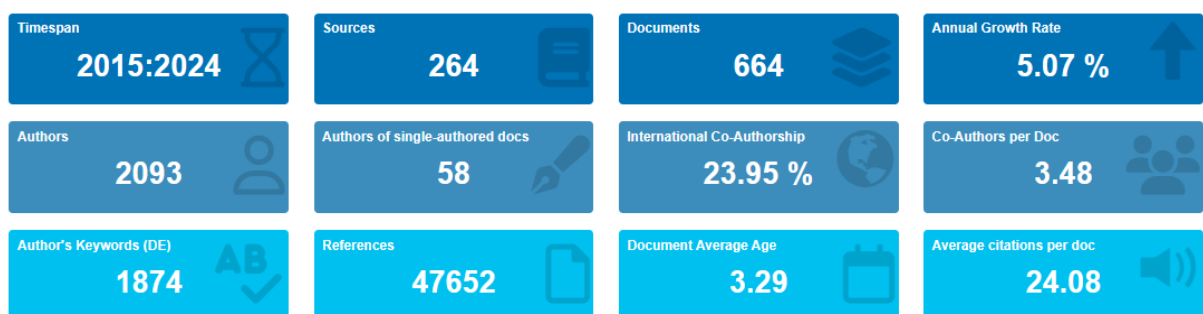 Timespan
2015:2024
Sources
264
Documents
664
Annual Growth Rate
5.07 %
Authors
2093
Authors of single-authored docs
58
International Co-Authorship
23.95 %
Co-Authors per Doc
3.48
Author's Keywords (DE)
1874
AB
References
47652
Document Average Age
3.29
Average citations per doc
24.08